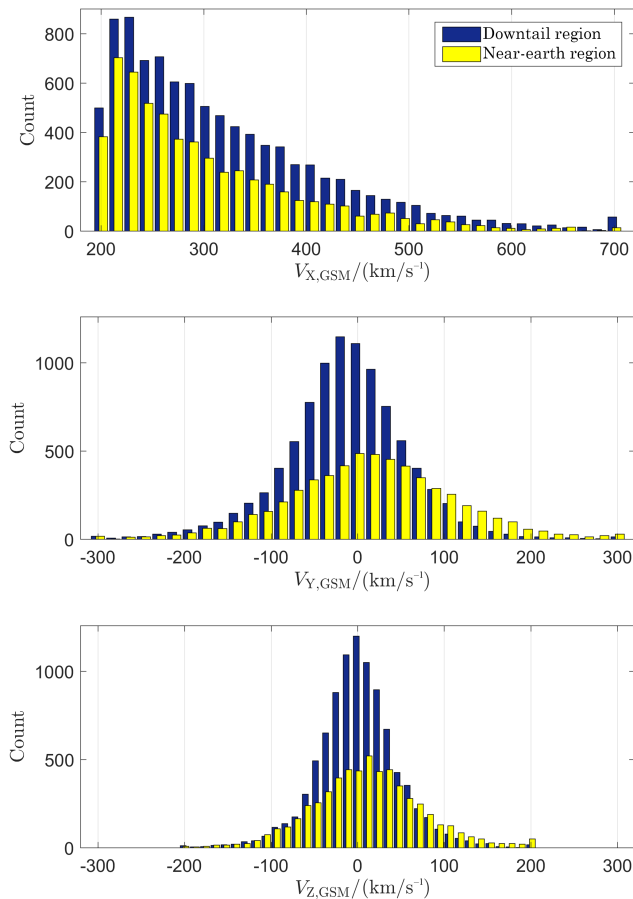 Downtail region
Near-earth region
Count
800
600
400
200
0
200 300 400 500 600 700
V_X,GSM/(km/s⁻¹)
Count
1000
500
0
-300 -200 -100 0 100 200 300
V_Y,GSM/(km/s⁻¹)
Count
1000
500
0
-300 -200 -100 0 100 200 300
V_Z,GSM/(km/s⁻¹)